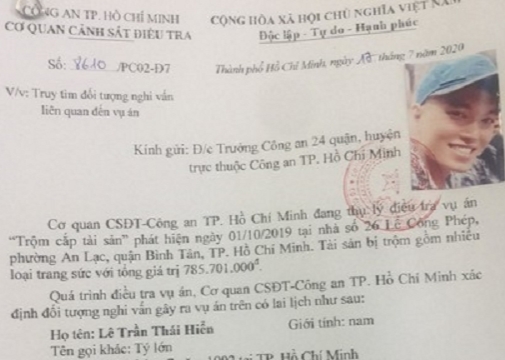 CÔNG AN TP. HỒ CHÍ MINH
CƠ QUAN CẢNH SÁT ĐIỀU TRA
CỘNG HÒA XÃ HỘI CHỦ NGHĨA VIỆT NAM
Độc lập - Tự do - Hạnh phúc
Số: 8610 /PC02-Đ7
Thành phố Hồ Chí Minh, ngày tháng 7 năm 2020
V/v: Truy tìm đối tượng nghi vấn
liên quan đến vụ án
Kính gửi: Đ/c Trưởng Công an 24 quận, huyện
trực thuộc Công an TP. Hồ Chí Minh
Cơ quan CSĐT-Công an TP. Hồ Chí Minh đang thụ lý điều tra vụ án
"Trộm cắp tài sản" phát hiện ngày 01/10/2019 tại nhà số 26 Lê Công Phép,
phường An Lạc, quận Bình Tân, TP. Hồ Chí Minh. Tài sản bị trộm gồm nhiều
loại trang sức với tổng giá trị 785.701.000đ.
Quá trình điều tra vụ án, Cơ quan CSĐT-Công an TP. Hồ Chí Minh xác
định đối tượng nghi vấn gây ra vụ án trên có lai lịch như sau:
Họ tên: Lê Trần Thái Hiển Giới tính: nam
Tên gọi khác: Tý lớn
tại TP. Hồ Chí Minh